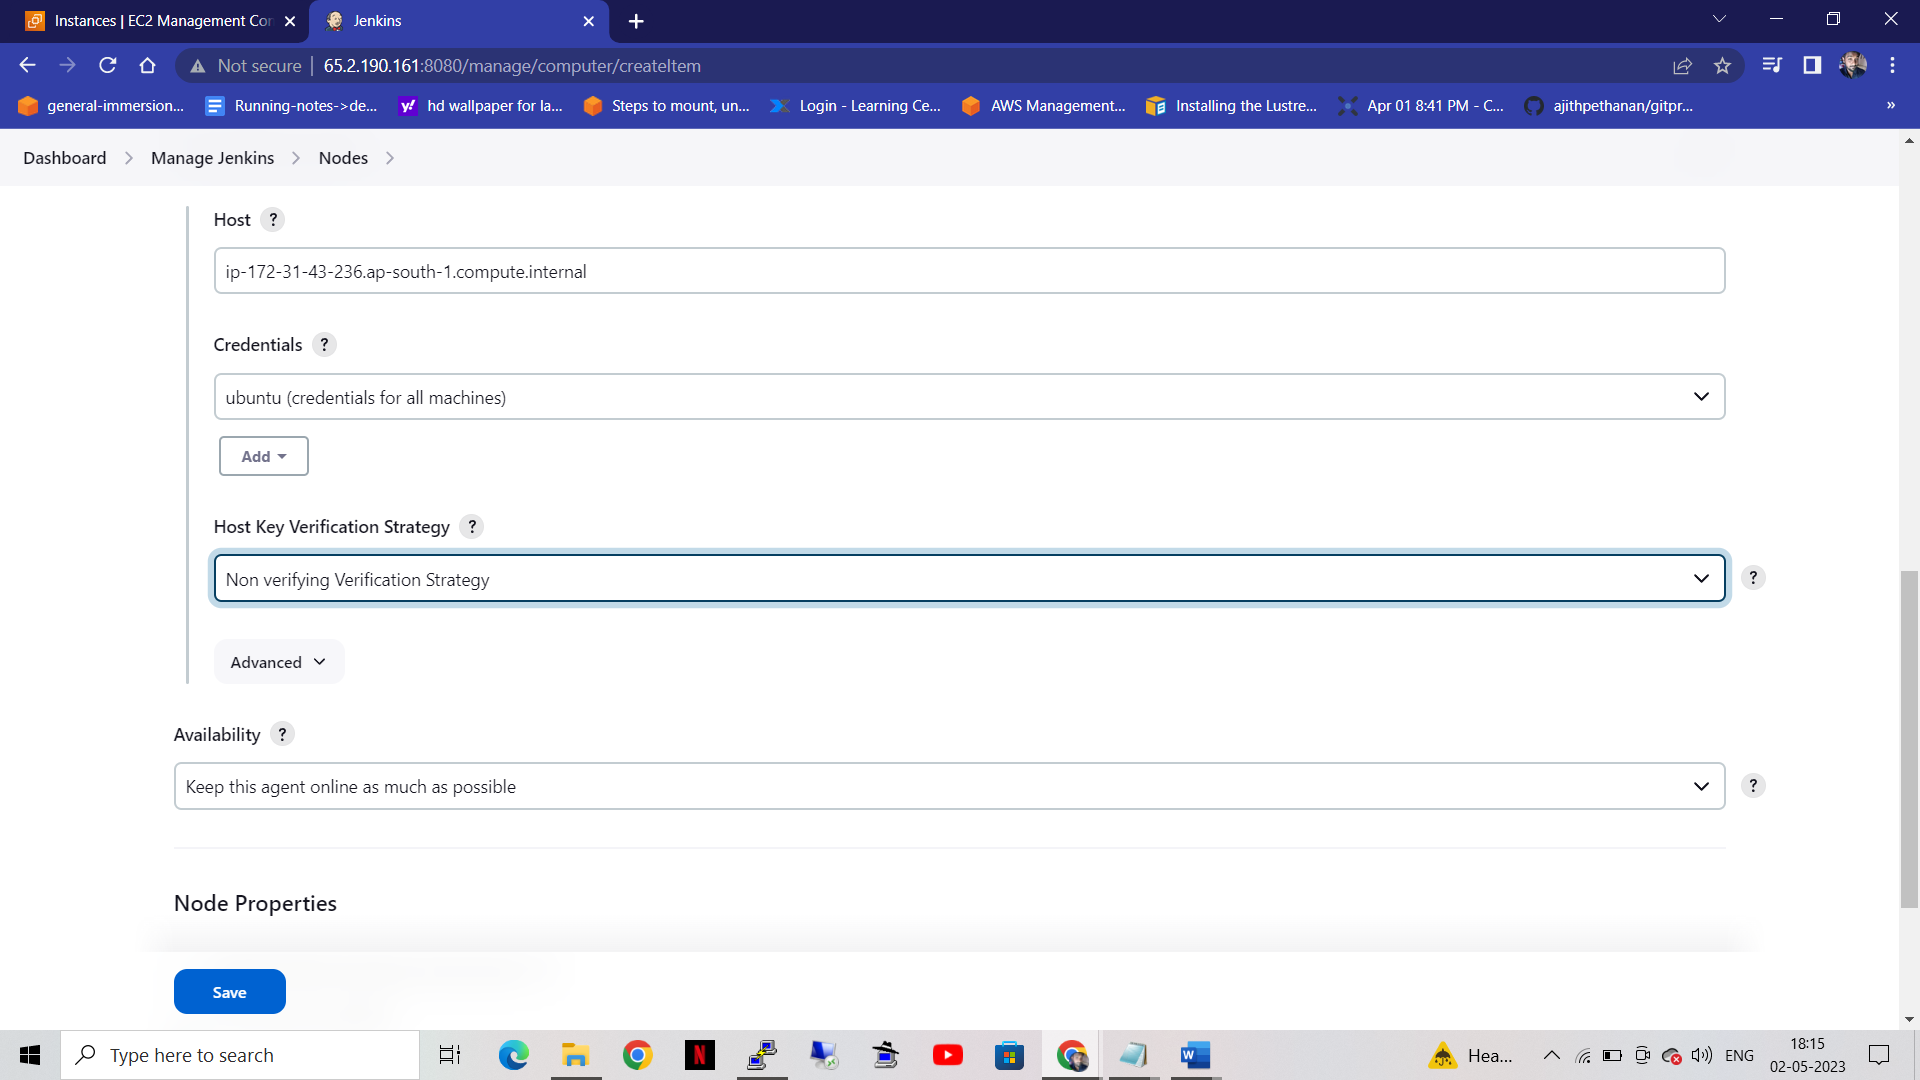 Instances | EC2 Management Con
Jenkins
Not secure
65.2.190.161:8080/manage/computer/createItem
general-immersion...
Running-notes->de...
hd wallpaper for la...
Steps to mount, un...
Login - Learning Ce...
AWS Management...
Installing the Lustre...
Apr 01 8:41 PM - C...
ajithpethanan/gitpr...
»
Dashboard
Manage Jenkins
Nodes
Host ?
ip-172-31-43-236.ap-south-1.compute.internal
Credentials ?
ubuntu (credentials for all machines)
Add
Host Key Verification Strategy ?
Non verifying Verification Strategy
?
Advanced
Availability ?
Keep this agent online as much as possible
?
Node Properties
Save
Type here to search
N
W
Hea...
ENG
18:15
02-05-2023